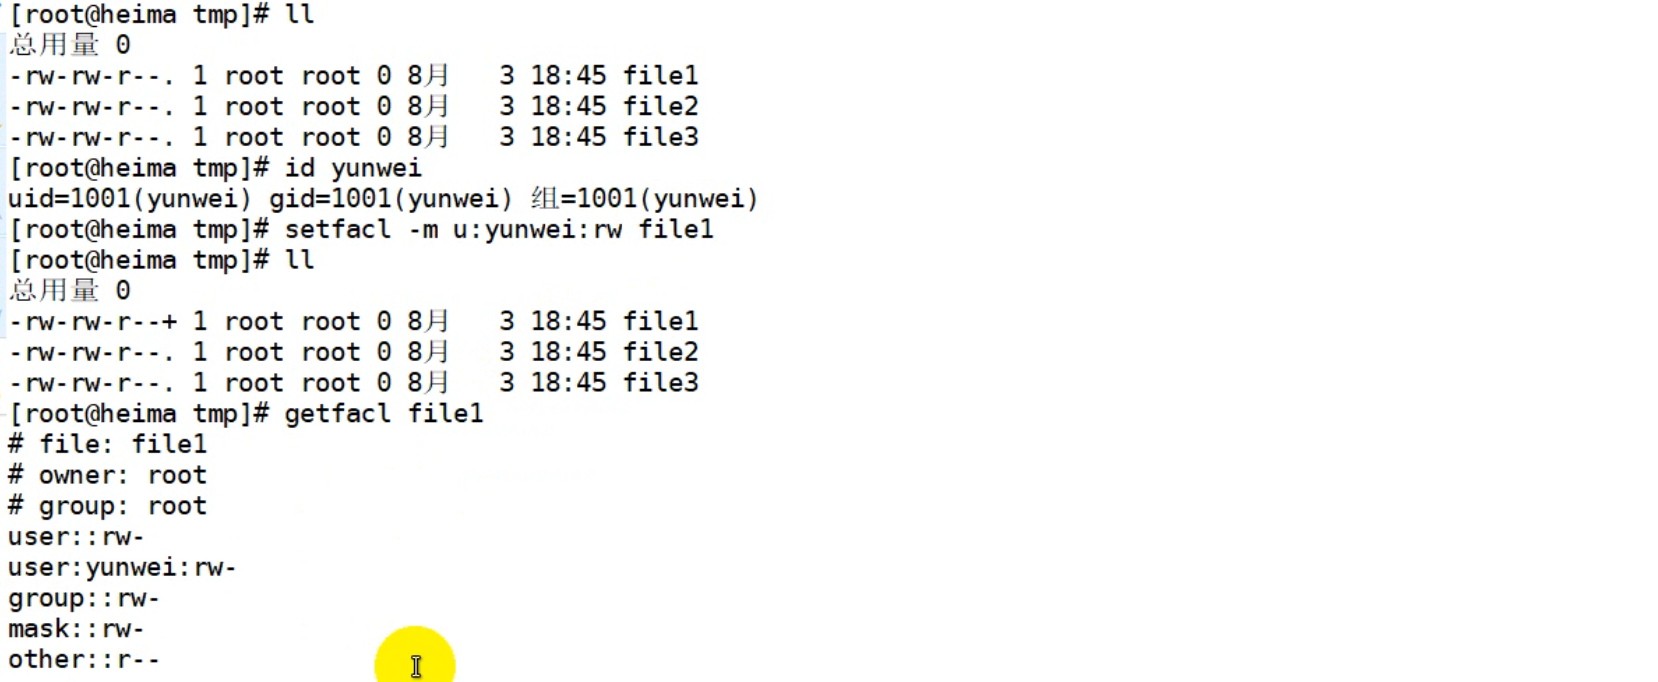 [root@heima tmp]# ll
总用量 0
-rw-rw-r--. 1 root root 0 8月   3 18:45 file1
-rw-rw-r--. 1 root root 0 8月   3 18:45 file2
-rw-rw-r--. 1 root root 0 8月   3 18:45 file3
[root@heima tmp]# id yunwei
uid=1001(yunwei) gid=1001(yunwei) 组=1001(yunwei)
[root@heima tmp]# setfacl -m u:yunwei:rw file1
[root@heima tmp]# ll
总用量 0
-rw-rw-r--+ 1 root root 0 8月   3 18:45 file1
-rw-rw-r--. 1 root root 0 8月   3 18:45 file2
-rw-rw-r--. 1 root root 0 8月   3 18:45 file3
[root@heima tmp]# getfacl file1
# file: file1
# owner: root
# group: root
user::rw-
user:yunwei:rw-
group::rw-
mask::rw-
other::r--